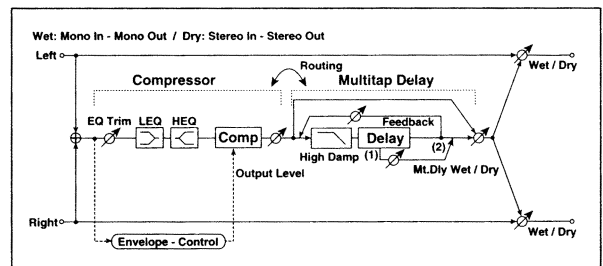 Wet: Mono In - Mono Out / Dry: Stereo In - Stereo Out
Left
Wet / Dry
Routing
Compressor
Multitap Delay
EQ Trim
LEQ
HEQ
Feedback
Comp
Delay
High Damp
(1)
(2)
Mt.Dly Wet / Dry
Output Level
Right
Envelope - Control
Wet / Dry